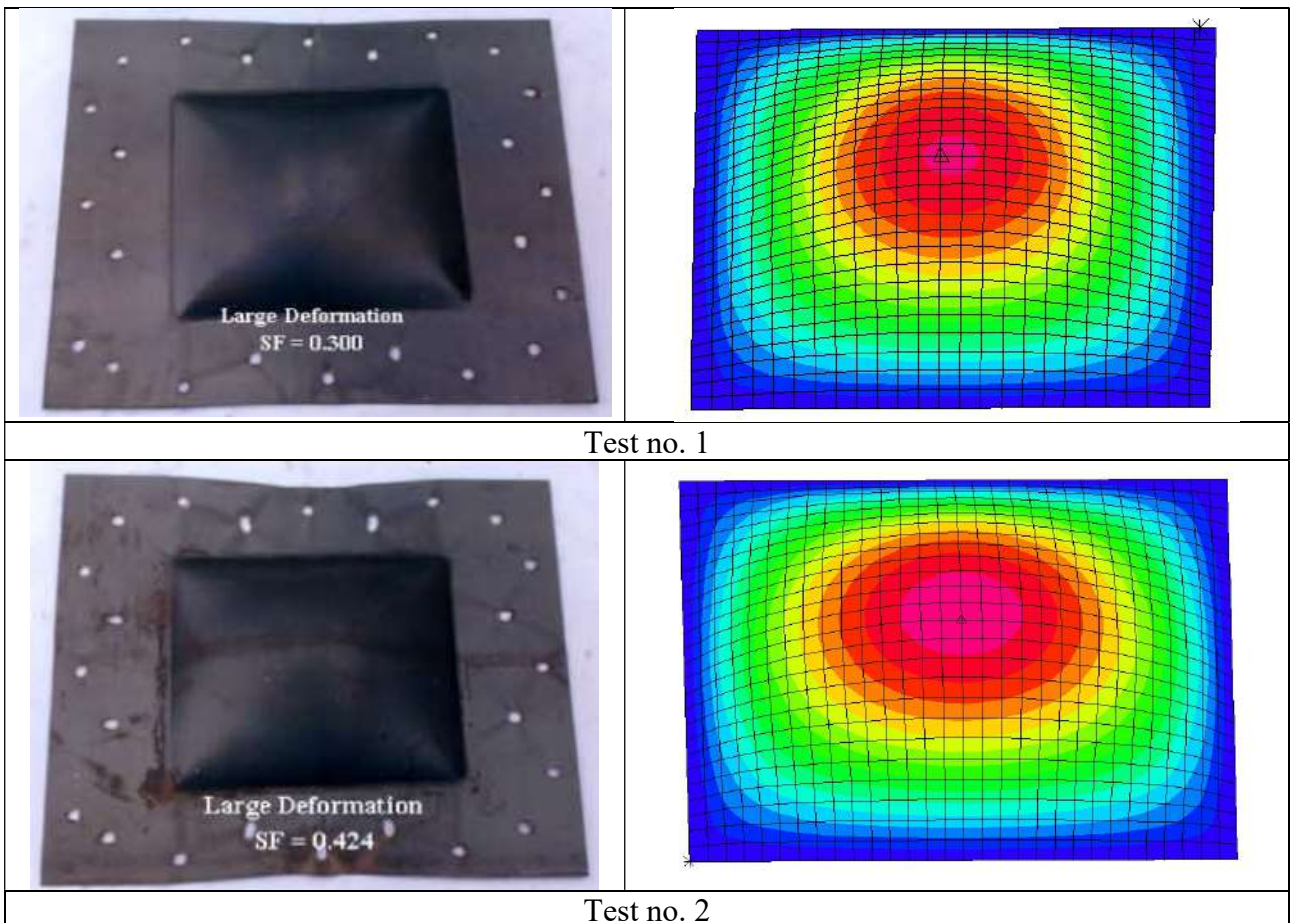 Large Deformation
SF = 0.300
Test no. 1
Large Deformation
SF = 0.424
Test no. 2